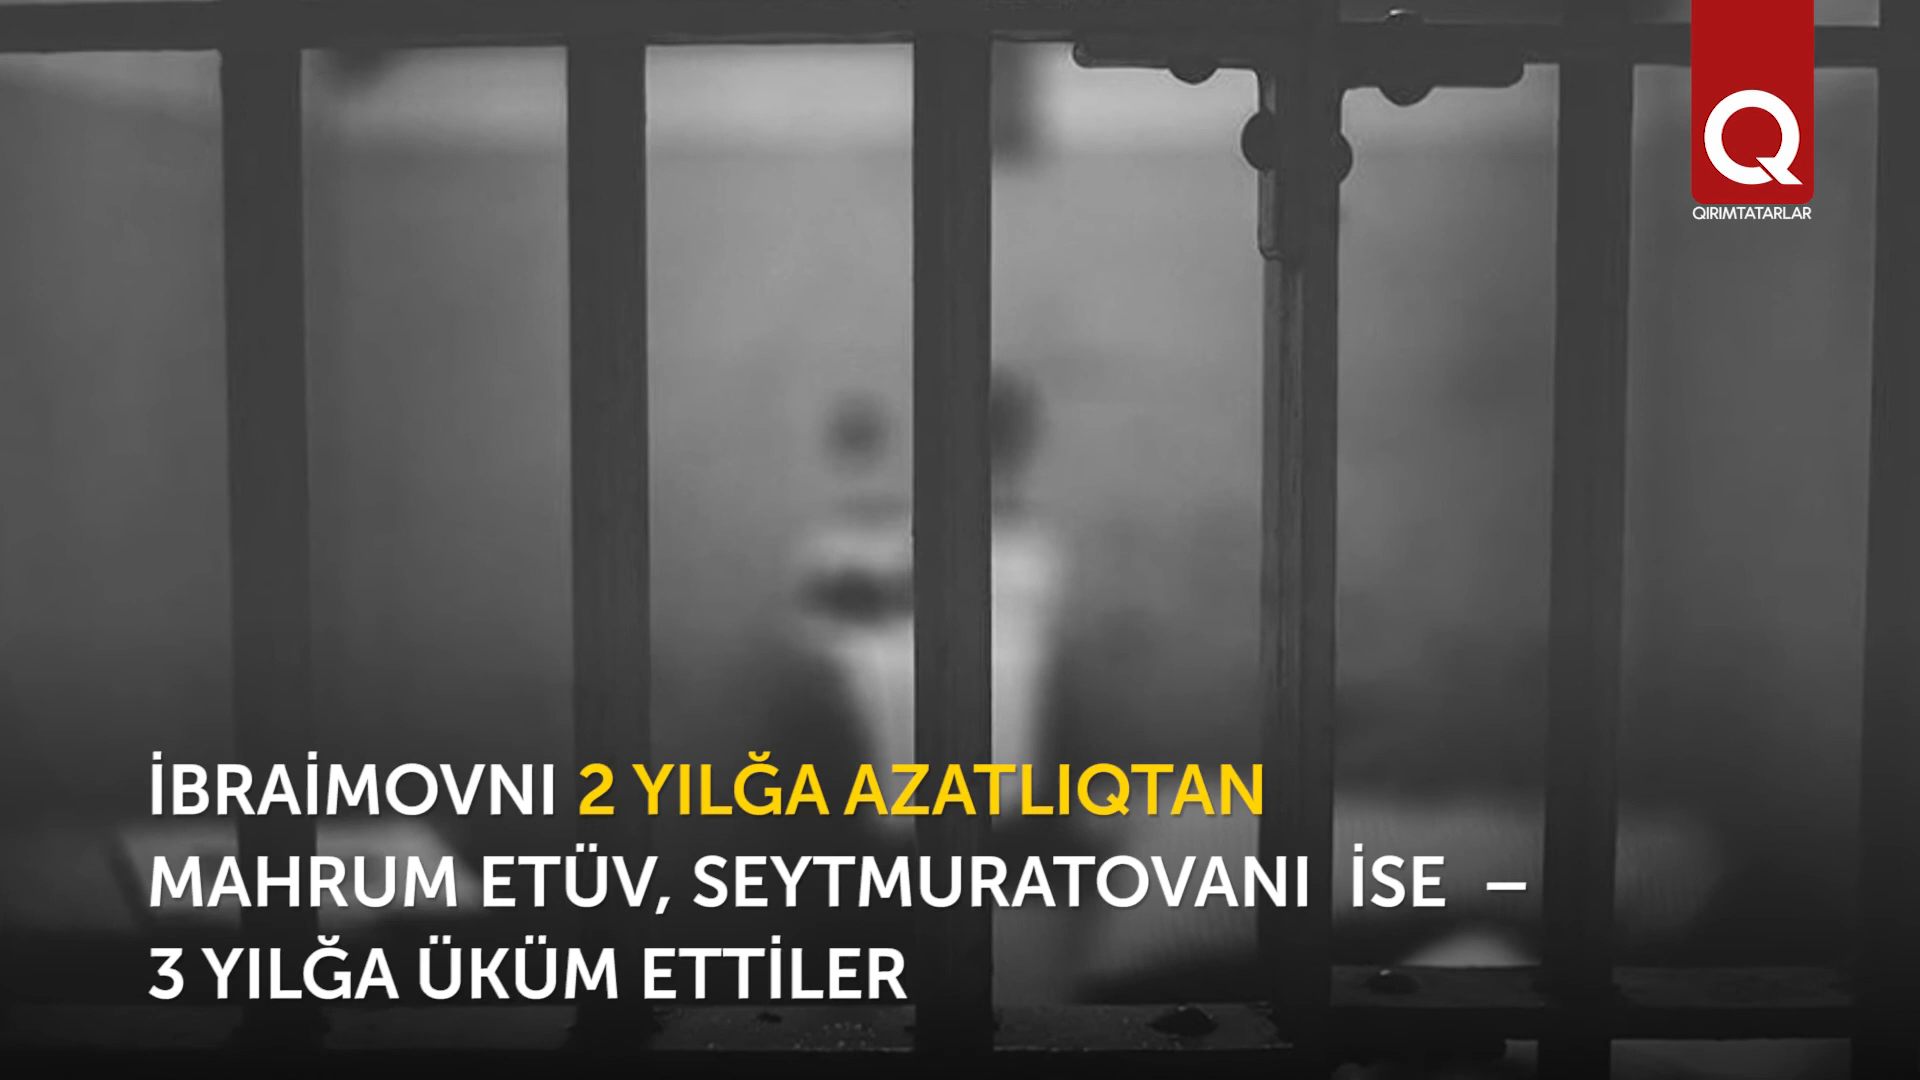 Q
QIRIMTATARLAR
İBRAİMOVNI 2 YILĞA AZATLIQTAN
MAHRUM ETÜV, SEYTMURATOVANI İSE –
3 YILĞA ÜKÜM ETTİLER